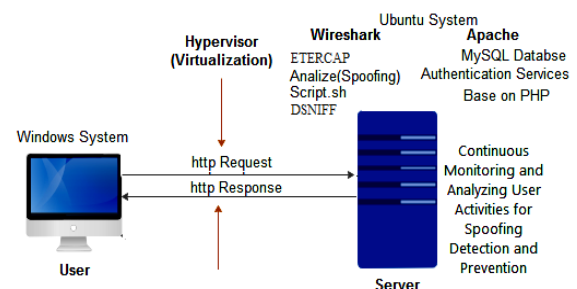 Ubuntu System
Wireshark
Apache
Hypervisor
(Virtualization)
ETERCAP
Analize(Spoofing)
Script.sh
DSNIFF
MySQL Databse
Authentication Services
Base on PHP
Windows System
http Request
http Response
User
Server
Continuous
Monitoring and
Analyzing User
Activities for
Spoofing
Detection and
Prevention